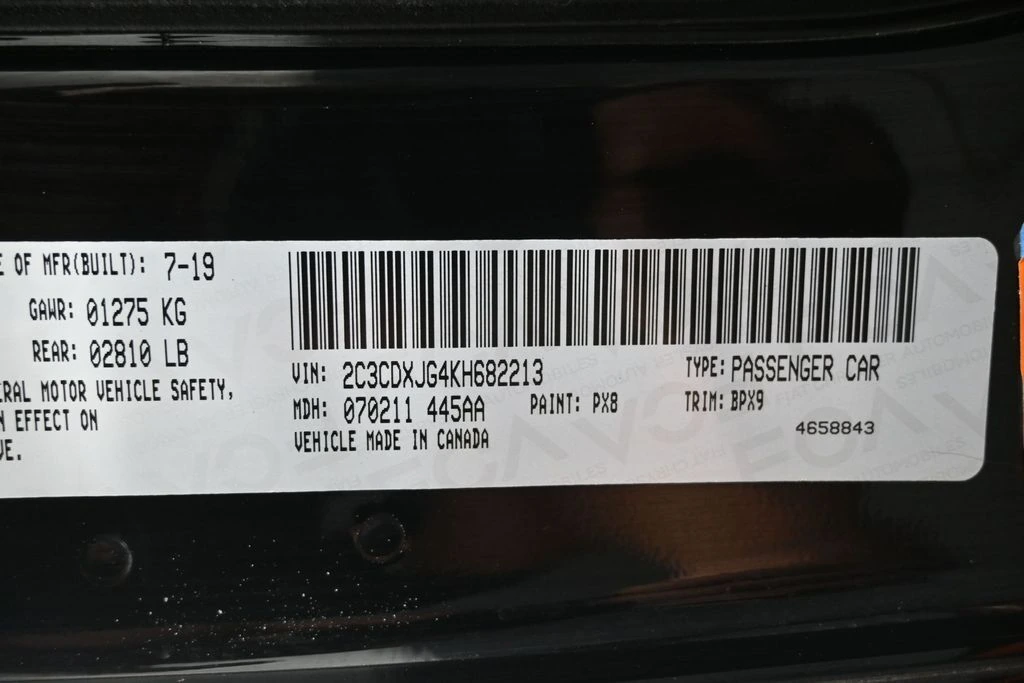 E OF MFR(BUILT): 7-19
GAWR: 01275 KG
REAR: 02810 LB
ERAL MOTOR VEHICLE SAFETY,
N EFFECT ON
VE.
VIN: 2C3CDXJG4KH682213
TYPE: PASSENGER CAR
MDH: 070211 445AA
PAINT: PX8
TRIM: BPX9
VEHICLE MADE IN CANADA
4658843